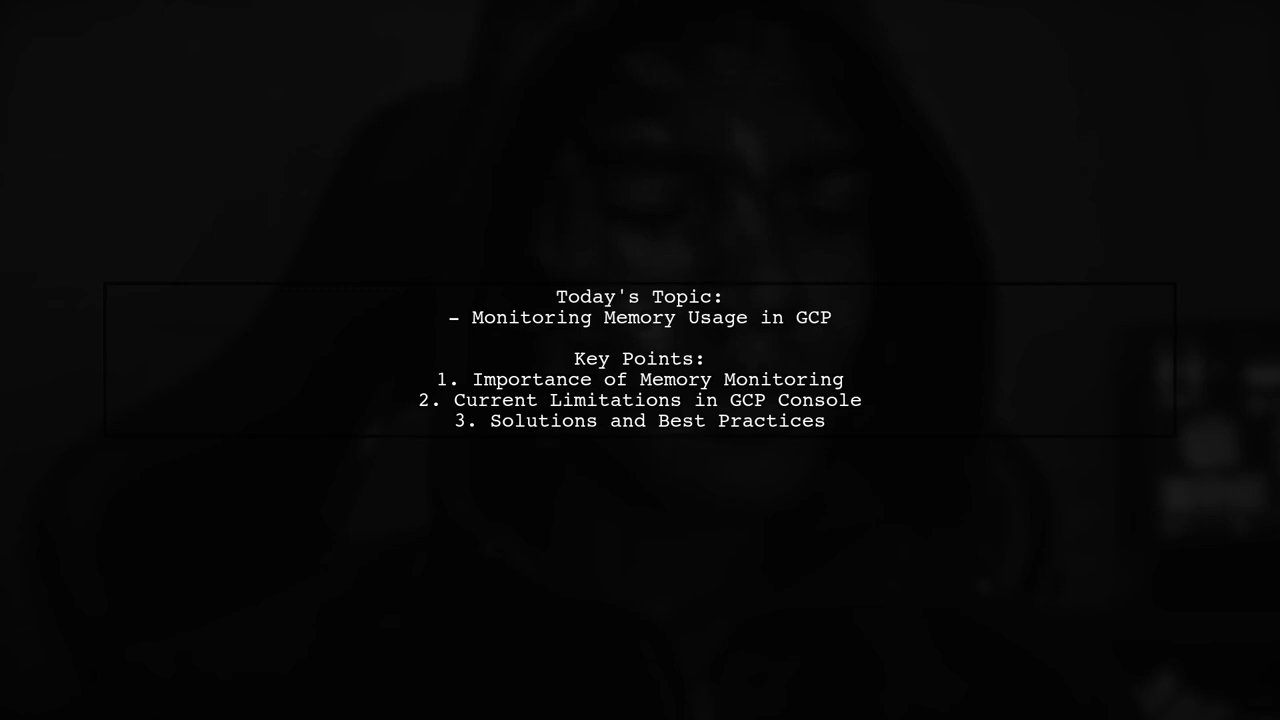 Today's Topic:
– Monitoring Memory Usage in GCP
Key Points:
1. Importance of Memory Monitoring
2. Current Limitations in GCP Console
3. Solutions and Best Practices